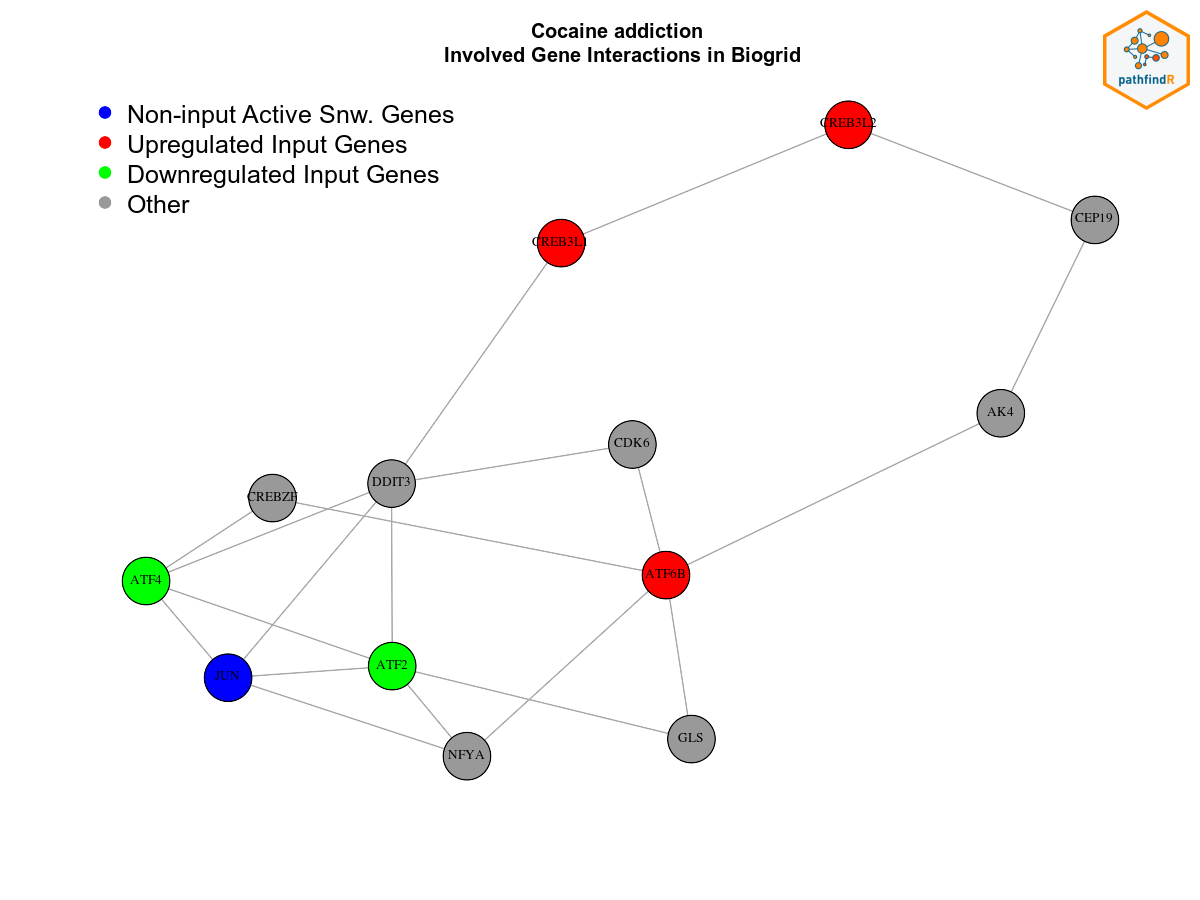 Cocaine addiction
Involved Gene Interactions in Biogrid
pathfindR
Non-input Active Snw. Genes
Upregulated Input Genes
Downregulated Input Genes
Other
CREB3L2
CEP19
CREB3L1
AK4
CDK6
DDIT3
CREBZF
ATF6B
ATF4
ATF2
JUN
GLS
NFYA